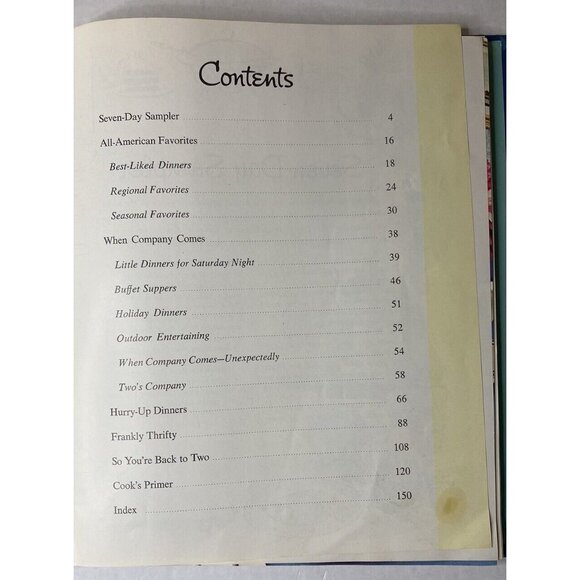 Contents
Seven-Day Sampler 4
All-American Favorites 16
Best-Liked Dinners 18
Regional Favorites 24
Seasonal Favorites 30
When Company Comes 38
Little Dinners for Saturday Night 39
Buffet Suppers 46
Holiday Dinners 51
Outdoor Entertaining 52
When Company Comes—Unexpectedly 54
Two's Company 58
Hurry-Up Dinners 66
Frankly Thrifty 88
So You're Back to Two 108
Cook's Primer 120
Index 150